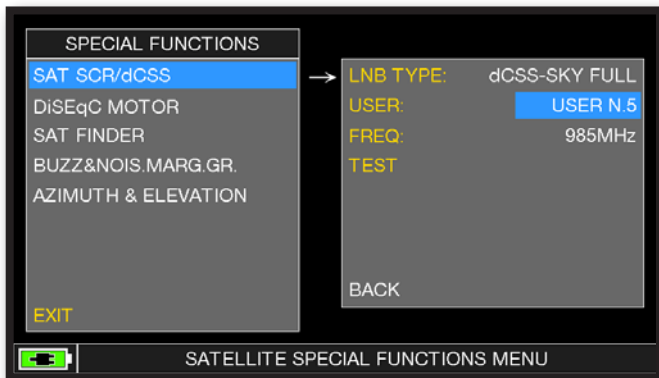 SPECIAL FUNCTIONS
SAT SCR/dCSS
DiSEqC MOTOR
SAT FINDER
BUZZ&NOIS.MARG.GR.
AZIMUTH & ELEVATION
EXIT
LNB TYPE: dCSS-SKY FULL
USER: USER N.5
FREQ: 985MHz
TEST
BACK
SATELLITE SPECIAL FUNCTIONS MENU